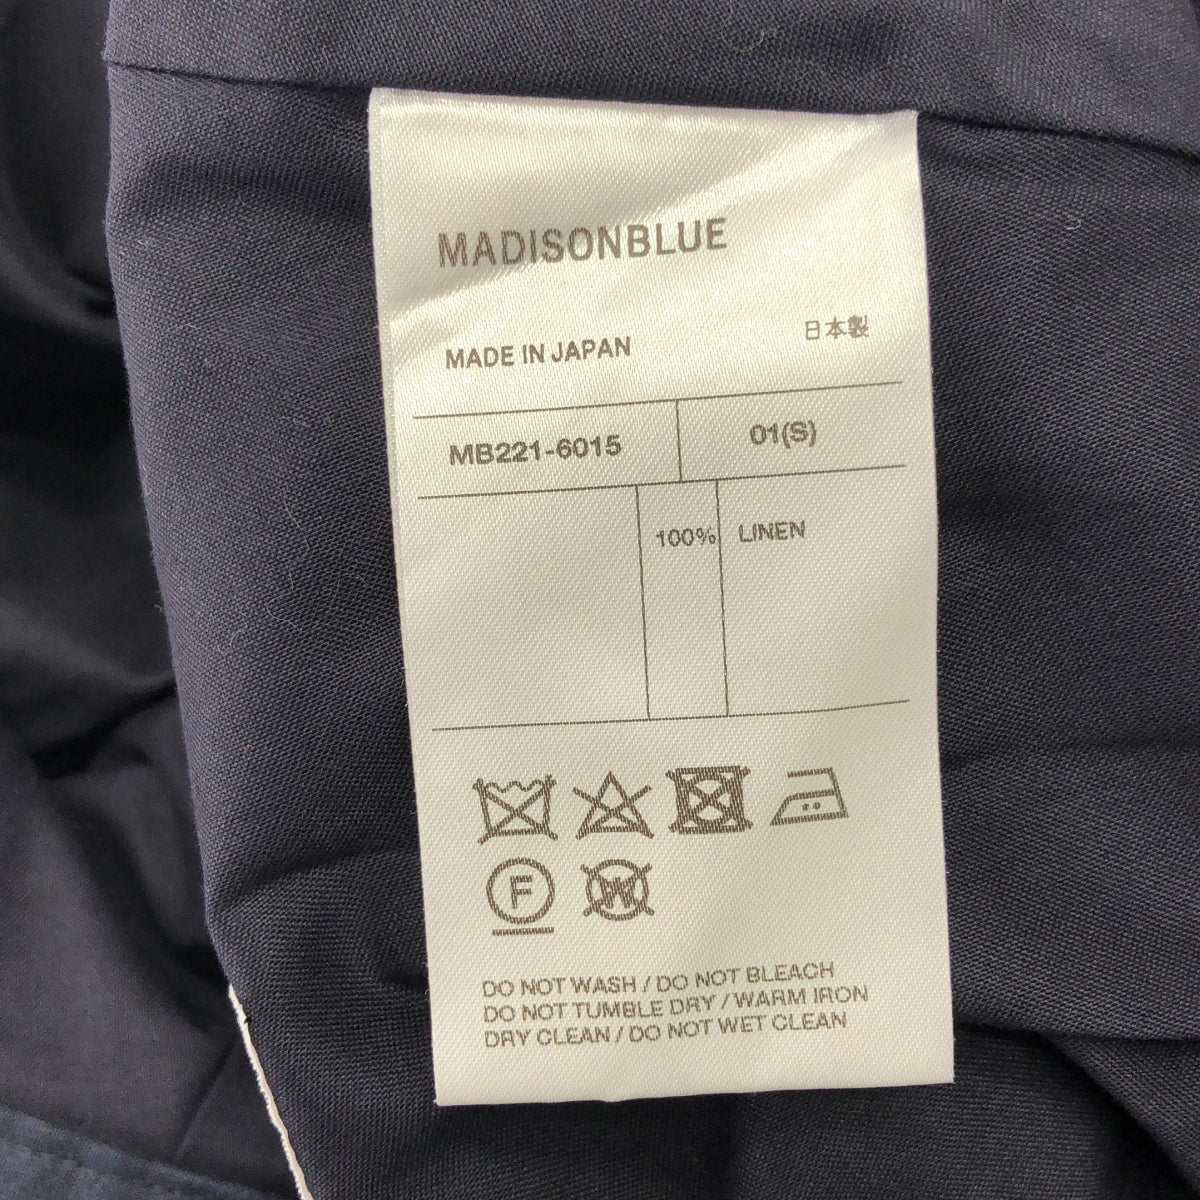 MADISONBLUE
MADE IN JAPAN 日本製
MB221-6015 01(S)
100% LINEN
F W
DO NOT WASH / DO NOT BLEACH
DO NOT TUMBLE DRY / WARM IRON
DRY CLEAN / DO NOT WET CLEAN